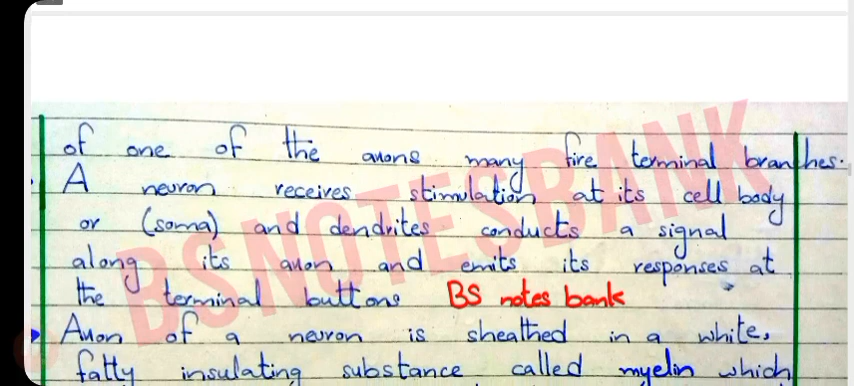 of one of the axons many fire terminal branches.
A neuron receives stimulation at its cell body
or (soma) and dendrites conducts a signal
along its axon and emits its responses at
the terminal buttons BS notes bank
Axon of a neuron is sheathed in a white,
fatty insulating substance called myelin which
BSNOTESBANK